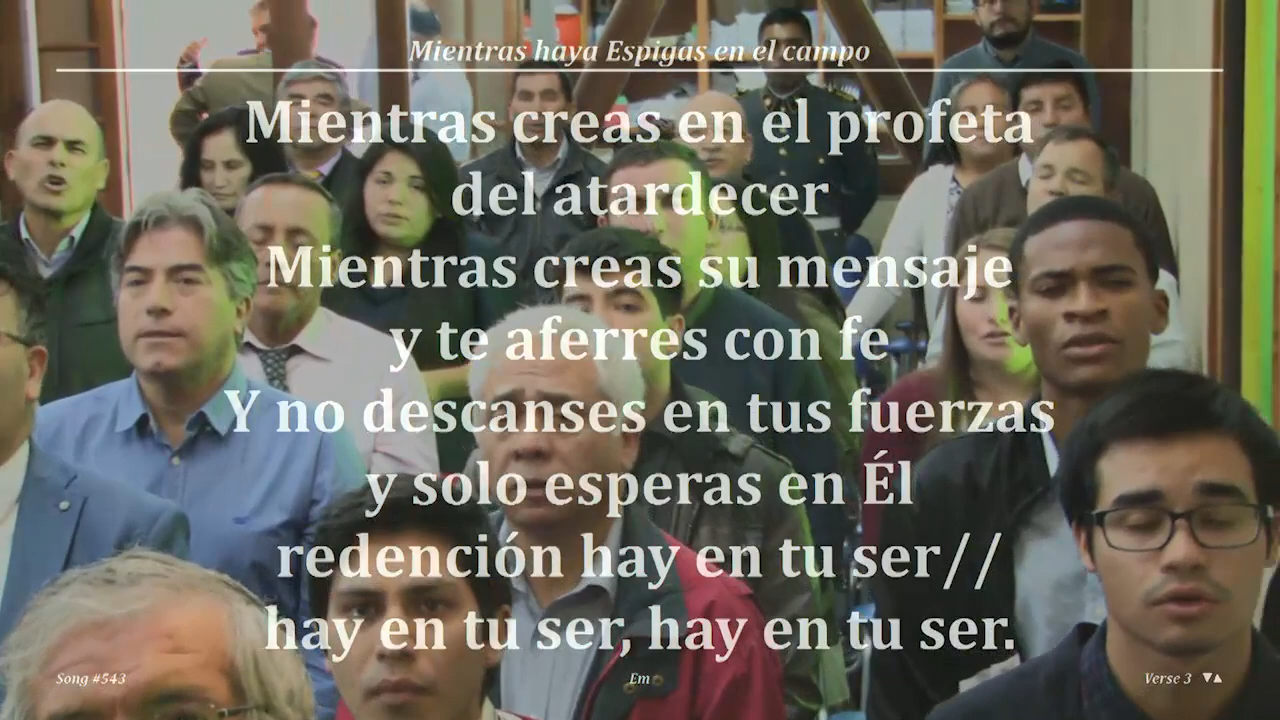 Mientras haya Espigas en el campo
Mientras creas en el profeta
del atardecer
Mientras creas su mensaje
y te aferres con fe
Y no descanses en tus fuerzas
y solo esperas en Él
redención hay en tu ser//
hay en tu ser, hay en tu ser.
Song #543
Em
Verse 3 ▼▲